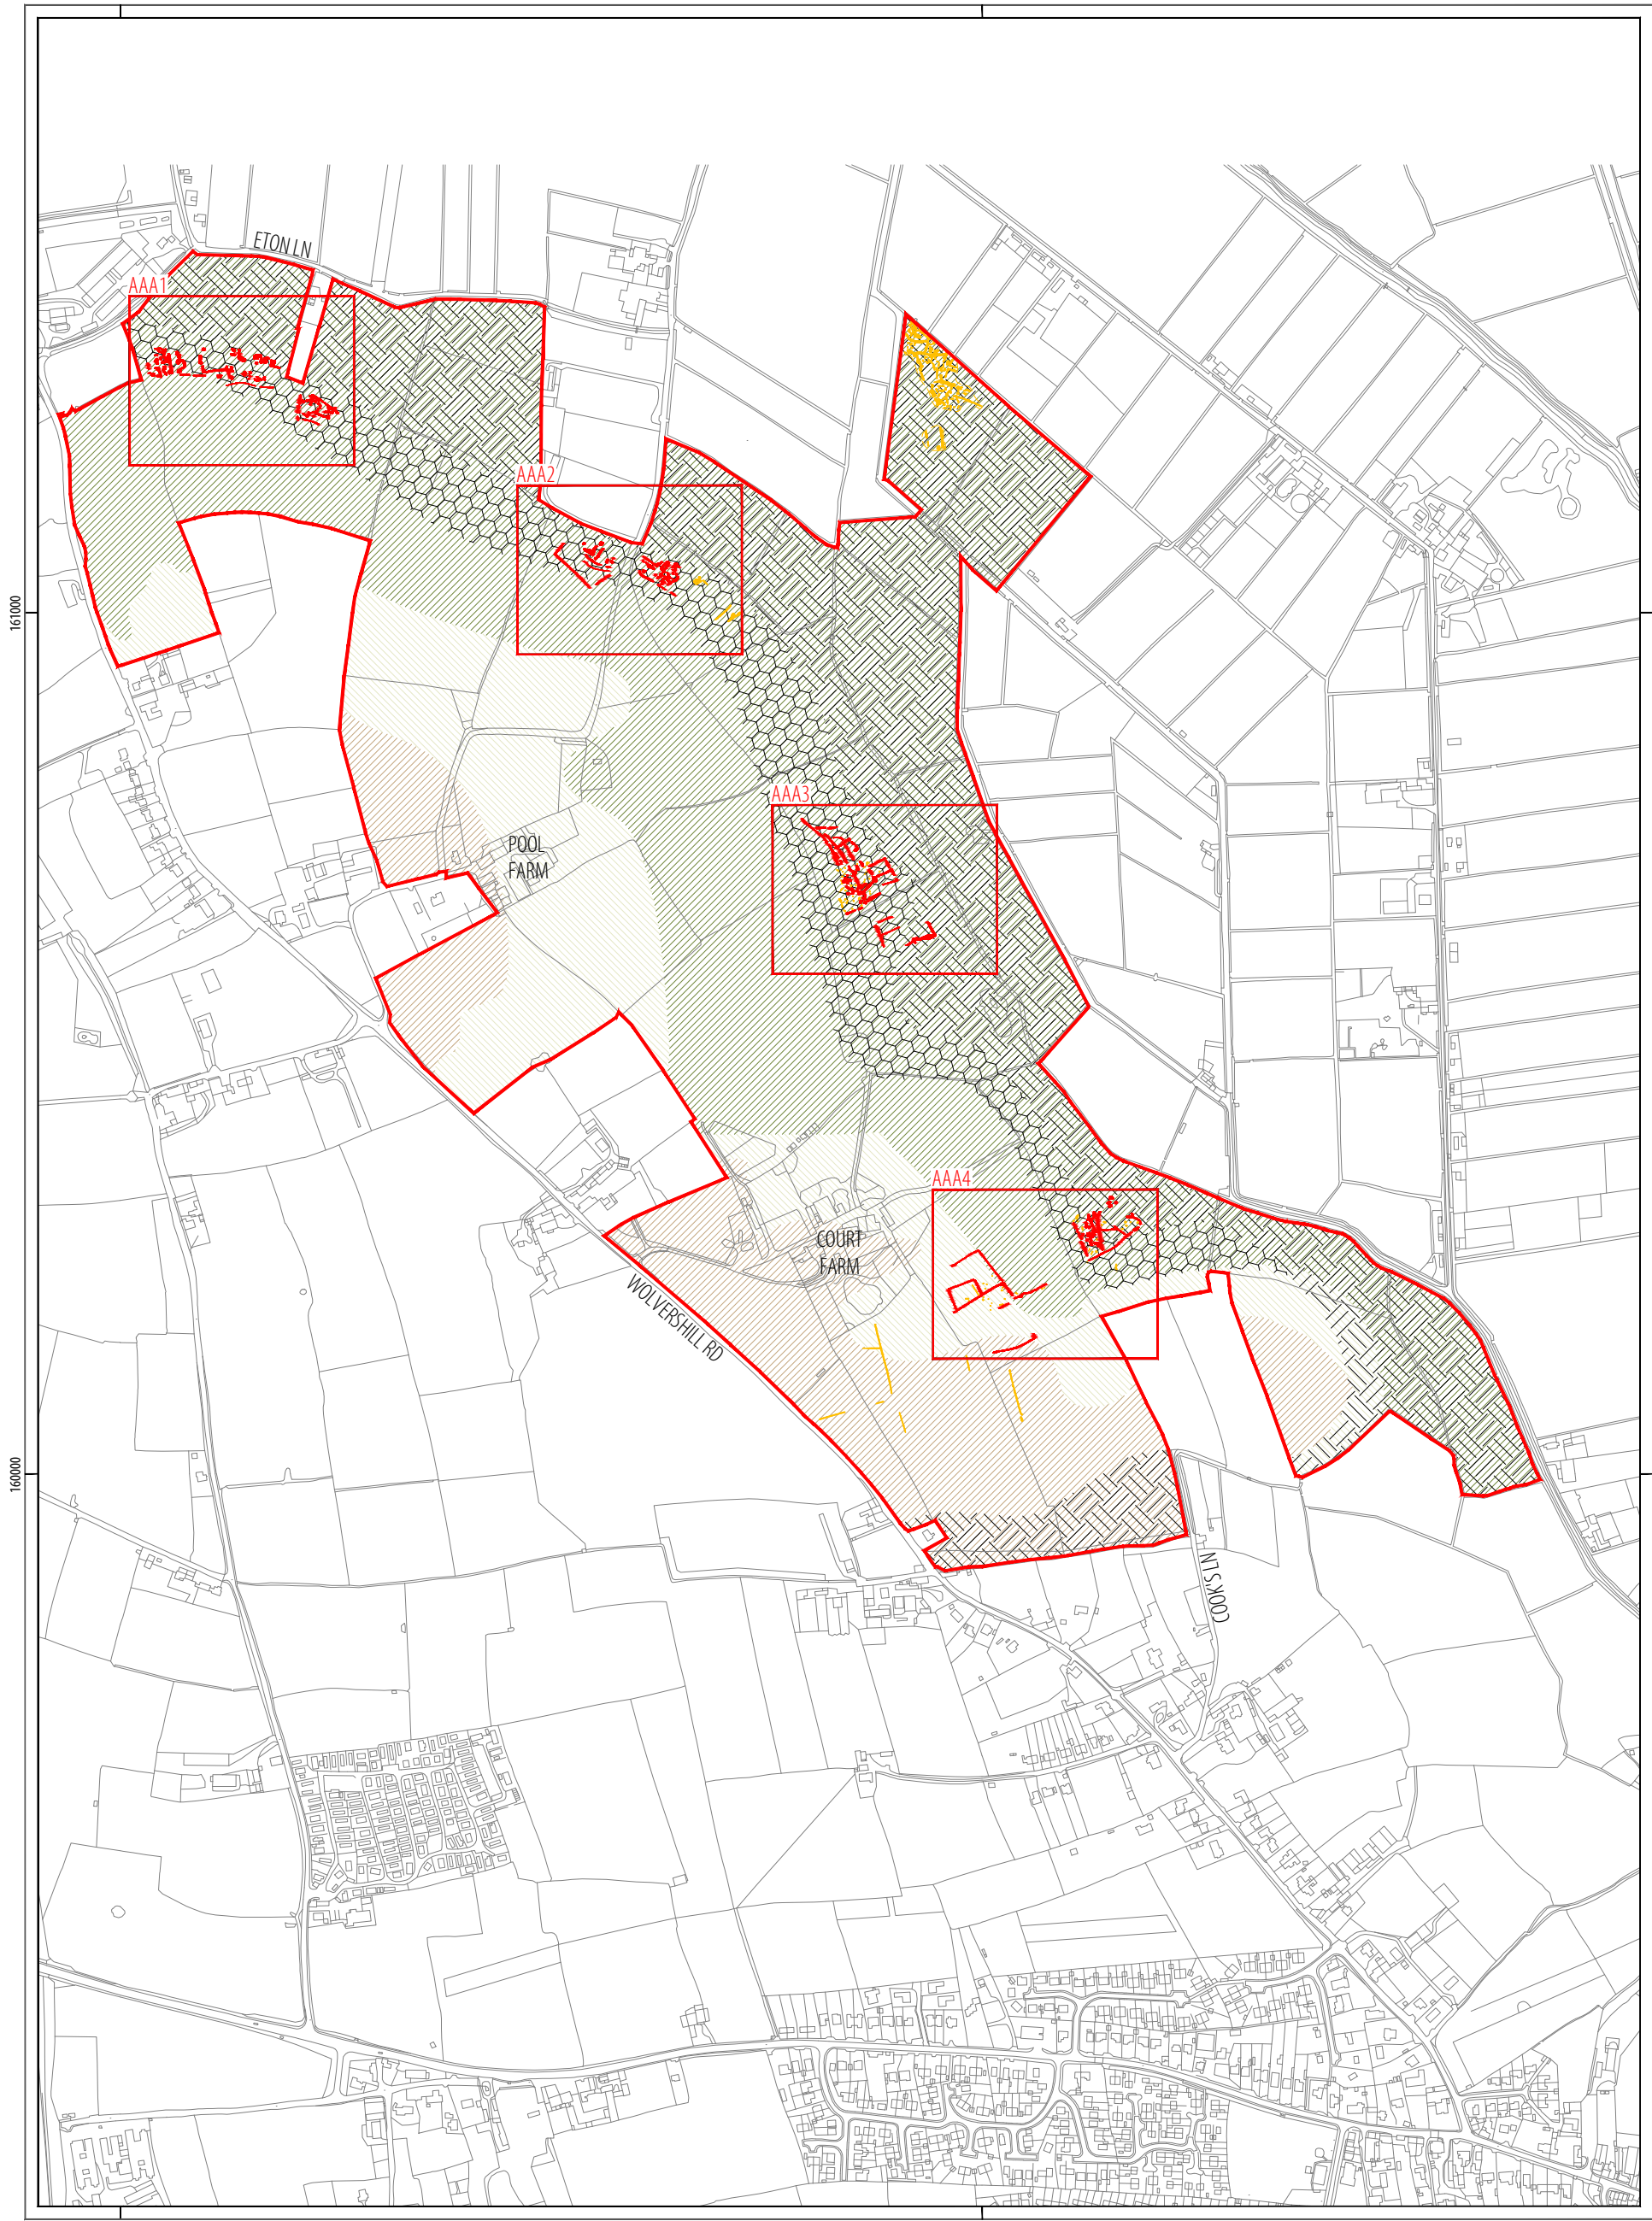 ETON LN
AAA1
AAA2
161000
AAA3
POOL
FARM
AAA4
COURT
FARM
WOLVERSHILL RD
160000
COOK'S LN